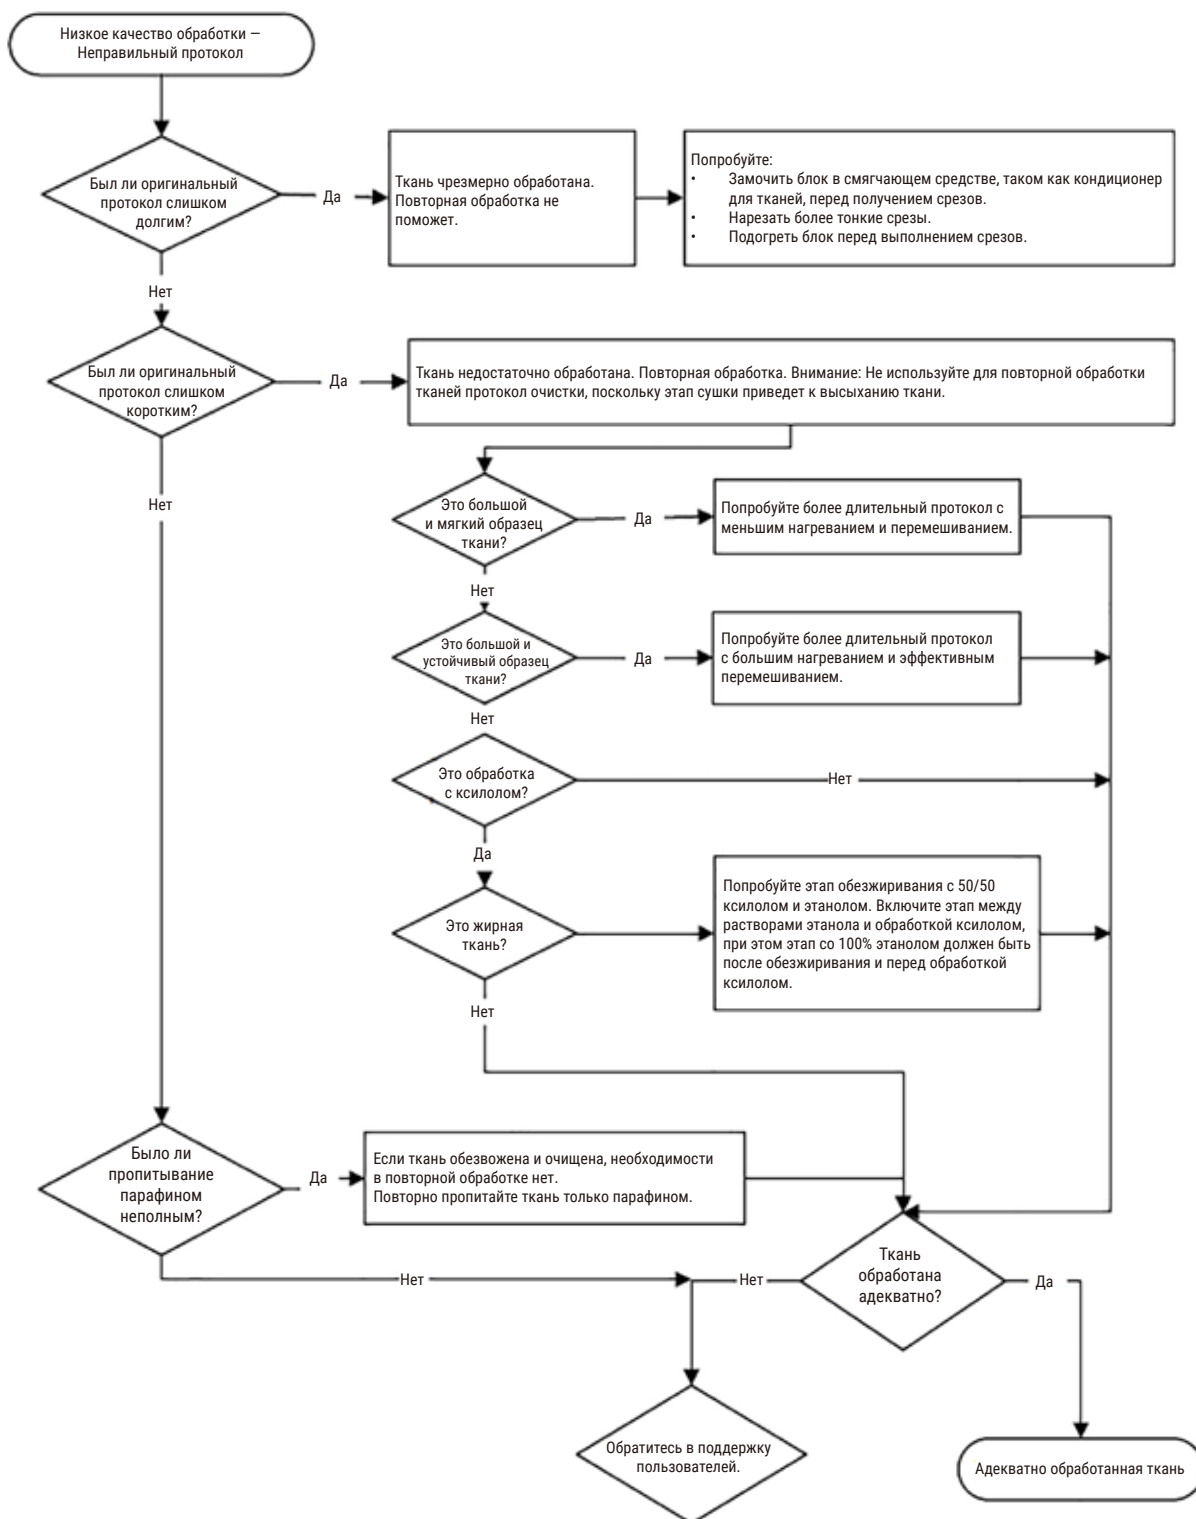 Низкое качество обработки —
Неправильный протокол
Был ли оригинальный
протокол слишком
долгим?
Да
Ткань чрезмерно обработана.
Повторная обработка не
поможет.
Попробуйте:
• Замочить блок в смягчающем средстве, таком как кондиционер
для тканей, перед получением срезов.
• Нарезать более тонкие срезы.
• Подогреть блок перед выполнением срезов.
Нет
Был ли оригинальный
протокол слишком
коротким?
Да
Ткань недостаточно обработана. Повторная обработка. Внимание: Не используйте для повторной обработки
тканей протокол очистки, поскольку этап сушки приведет к высыханию ткани.
Нет
Это большой
и мягкий образец
ткани?
Да
Попробуйте более длительный протокол с
меньшим нагреванием и перемешиванием.
Нет
Это большой и
устойчивый образец
ткани?
Да
Попробуйте более длительный протокол
с большим нагреванием и эффективным
перемешиванием.
Нет
Это обработка
с ксилолом?
Нет
Да
Это жирная
ткань?
Попробуйте этап обезжиривания с 50/50
ксилолом и этанолом. Включите этап между
растворами этанола и обработкой ксилолом,
при этом этап со 100% этанолом должен быть
после обезжиривания и перед обработкой
ксилолом.
Нет
Было ли
пропитывание
парафином
неполным?
Да
Если ткань обезвожена и очищена, необходимости
в повторной обработке нет.
Повторно пропитайте ткань только парафином.
Нет
Ткань
обработана
адекватно?
Нет
Да
Обратитесь в поддержку
пользователей.
Адекватно обработанная ткань